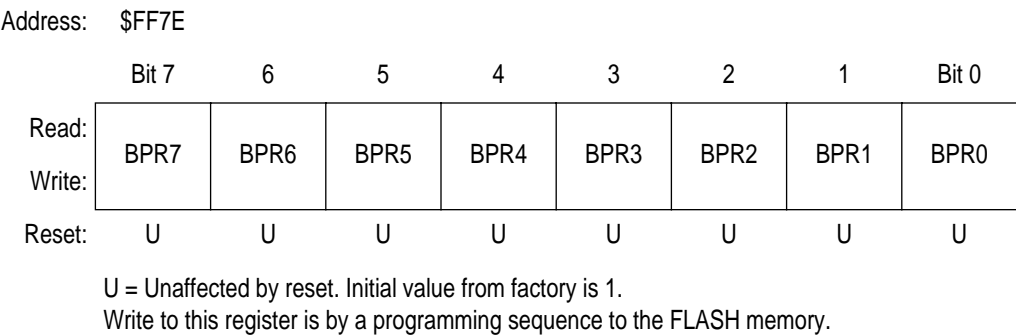 Address: $FF7E
Bit 7 6 5 4 3 2 1 Bit 0
Read:
BPR7 BPR6 BPR5 BPR4 BPR3 BPR2 BPR1 BPR0
Write:
Reset: U U U U U U U U
U = Unaffected by reset. Initial value from factory is 1.
Write to this register is by a programming sequence to the FLASH memory.